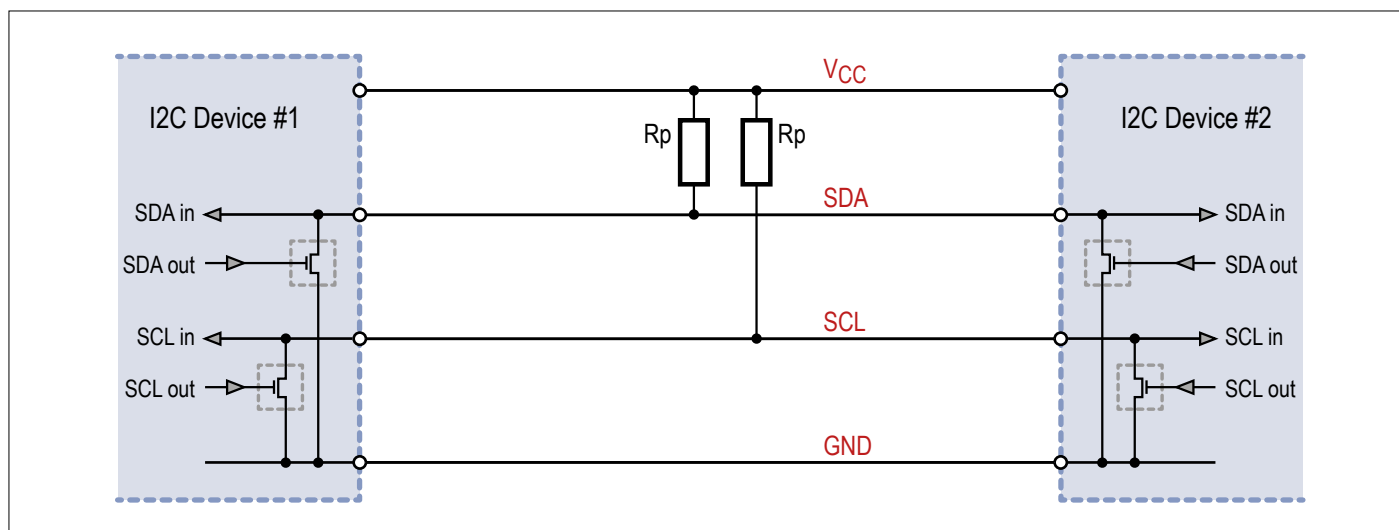 VCC
I2C Device #1
I2C Device #2
Rp
Rp
SDA
SDA in
SDA in
SDA out
SDA out
SCL
SCL in
SCL in
SCL out
SCL out
GND